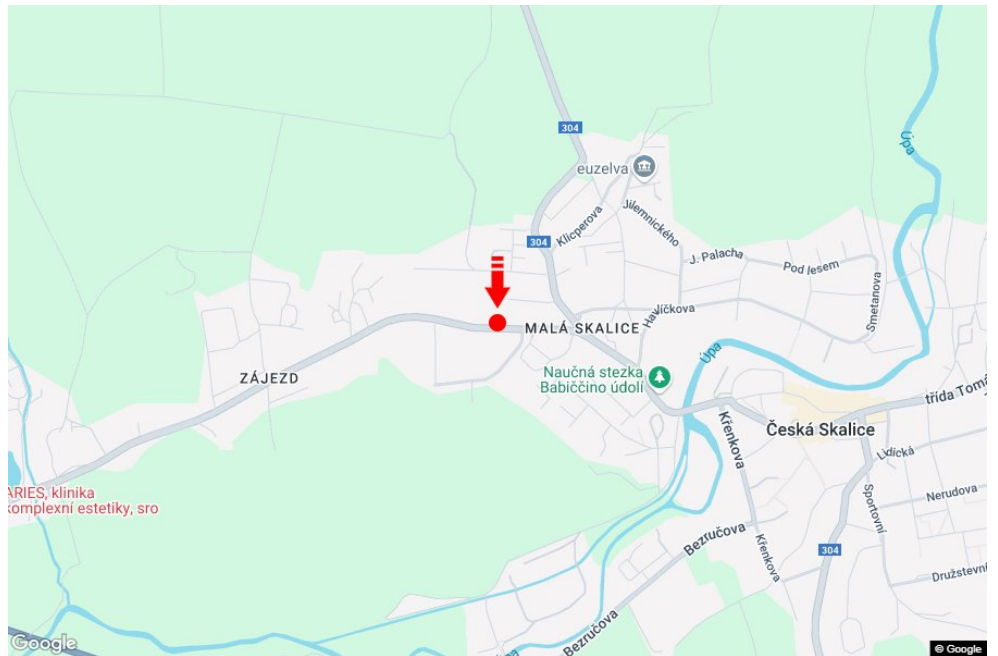 304
Úpa
euzelva
Jilemnického
Klicperova
304
J. Palacha
Pod lesem
Smetanova
Havlíčkova
MALÁ SKALICE
Úpa
Naučná stezka
Babiččino údolí
ZÁJEZD
třída Tomá
Křenkova
Česká Skalice
Lidická
ARIES, klinika
komplexní estetiky, sro
Sportovní
Nerudova
Bezručova
304
Křenkova
Družstevní
Bezručova
Úpa
Google
© Google